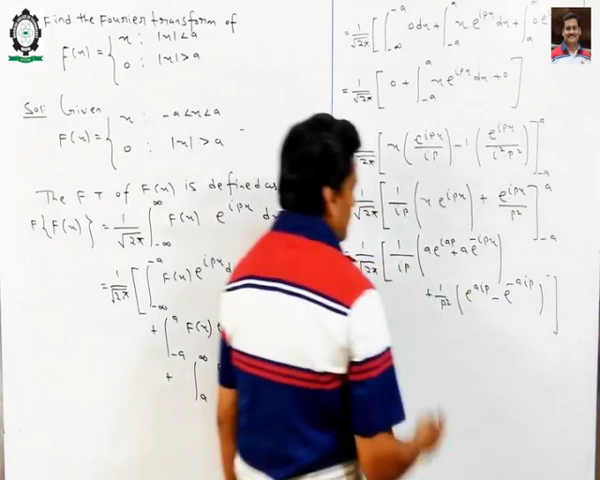 Find the Fourier transform of
F(x) = { x : |x| < a
0 : |x| > a
Sol: Given
F(x) = { x : -a < x < a
0 : |x| > a
The F.T of F(x) is defined as
F{F(x)} = 1/√2π ∫_{-∞}^{∞} F(x) e^{ipx} dx
= 1/√2π [ ∫_{-∞}^{-a} F(x) e^{ipx} d
+ ∫_{-a}^{a} F(x)
+ ∫_{a}^{∞}
= 1/√2π [ ∫_{-∞}^{-a} 0 dx + ∫_{-a}^{a} x e^{ipx} dx + ∫_{a}^{∞} 0 e
= 1/√2π [ 0 + ∫_{-a}^{a} x e^{ipx} dx + 0 ]
√2π [ x (e^{ipx}/ip) - 1 (e^{ipx}/i²p²) ]_{-a}^{a}
√2π [ 1/ip (x e^{ipx}) + e^{ipx}/p² ]_{-a}^{a}
= 1/√2π [ 1/ip (a e^{iap} + a e^{-ipx})
+ 1/p² (e^{aip} - e^{-aip}) ]